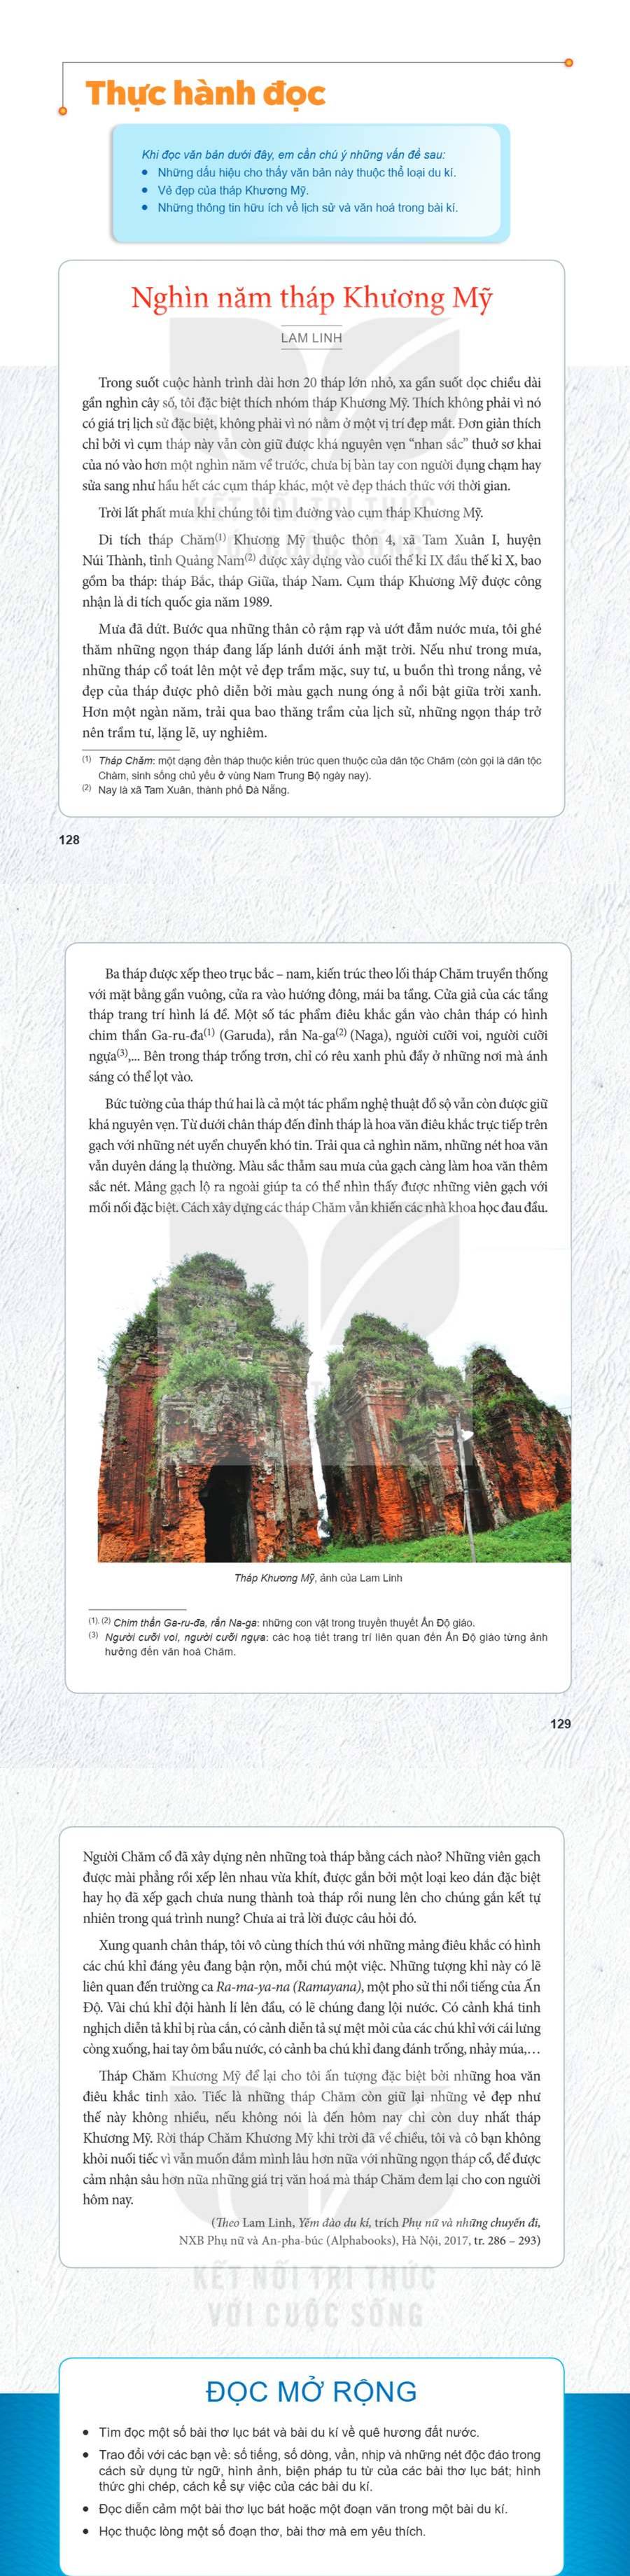 Thực hành đọc
Khi đọc văn bản dưới đây, em cần chú ý những vấn đề sau:
• Những dấu hiệu cho thấy văn bản này thuộc thể loại du kí.
• Vẻ đẹp của tháp Khương Mỹ.
• Những thông tin hữu ích về lịch sử và văn hoá trong bài kí.
Nghìn năm tháp Khương Mỹ
LAM LINH
Trong suốt cuộc hành trình dài hơn 20 tháp lớn nhỏ, xa gần suốt dọc chiều dài
gần nghìn cây số, tôi đặc biệt thích nhóm tháp Khương Mỹ. Thích không phải vì nó
có giá trị lịch sử đặc biệt, không phải vì nó nằm ở một vị trí đẹp mắt. Đơn giản thích
chỉ bởi vì cụm tháp này vẫn còn giữ được khá nguyên vẹn “nhan sắc” thuở sơ khai
của nó vào hơn một nghìn năm về trước, chưa bị bàn tay con người đụng chạm hay
sửa sang như hầu hết các cụm tháp khác, một vẻ đẹp thách thức với thời gian.
Trời lất phất mưa khi chúng tôi tìm đường vào cụm tháp Khương Mỹ.
Di tích tháp Chăm(1) Khương Mỹ thuộc thôn 4, xã Tam Xuân I, huyện
Núi Thành, tỉnh Quảng Nam(2) được xây dựng vào cuối thế kỉ IX đầu thế kỉ X, bao
gồm ba tháp: tháp Bắc, tháp Giữa, tháp Nam. Cụm tháp Khương Mỹ được công
nhận là di tích quốc gia năm 1989.
Mưa đã dứt. Bước qua những thân cỏ rậm rạp và ướt đẫm nước mưa, tôi ghé
thăm những ngọn tháp đang lấp lánh dưới ánh mặt trời. Nếu như trong mưa,
những tháp cổ toát lên một vẻ đẹp trầm mặc, suy tư, u buồn thì trong nắng, vẻ
đẹp của tháp được phô diễn bởi màu gạch nung óng ả nổi bật giữa trời xanh.
Hơn một ngàn năm, trải qua bao thăng trầm của lịch sử, những ngọn tháp trở
nên trầm tư, lặng lẽ, uy nghiêm.
(1) Tháp Chăm: một dạng đền tháp thuộc kiến trúc quen thuộc của dân tộc Chăm (còn gọi là dân tộc
Chàm, sinh sống chủ yếu ở vùng Nam Trung Bộ ngày nay).
(2) Nay là xã Tam Xuân, thành phố Đà Nẵng.
128
Ba tháp được xếp theo trục bắc – nam, kiến trúc theo lối tháp Chăm truyền thống
với mặt bằng gần vuông, cửa ra vào hướng đông, mái ba tầng. Cửa giả của các tầng
tháp trang trí hình lá đề. Một số tác phẩm điêu khắc gắn vào chân tháp có hình
chim thần Ga-ru-đa(1) (Garuda), rắn Na-ga(2) (Naga), người cưỡi voi, người cưỡi
ngựa(3),... Bên trong tháp trống trơn, chỉ có rêu xanh phủ đầy ở những nơi mà ánh
sáng có thể lọt vào.
Bức tường của tháp thứ hai là cả một tác phẩm nghệ thuật đồ sộ vẫn còn được giữ
khá nguyên vẹn. Từ dưới chân tháp đến đỉnh tháp là hoa văn điêu khắc trực tiếp trên
gạch với những nét uyển chuyển khó tin. Trải qua cả nghìn năm, những nét hoa văn
vẫn duyên dáng lạ thường. Màu sắc thẫm sau mưa của gạch càng làm hoa văn thêm
sắc nét. Mảng gạch lộ ra ngoài giúp ta có thể nhìn thấy được những viên gạch với
mối nối đặc biệt. Cách xây dựng các tháp Chăm vẫn khiến các nhà khoa học đau đầu.
Tháp Khương Mỹ, ảnh của Lam Linh
(1), (2) Chim thần Ga-ru-đa, rắn Na-ga: những con vật trong truyền thuyết Ấn Độ giáo.
(3) Người cưỡi voi, người cưỡi ngựa: các hoạ tiết trang trí liên quan đến Ấn Độ giáo từng ảnh
hưởng đến văn hoá Chăm.
129
Người Chăm cổ đã xây dựng nên những toà tháp bằng cách nào? Những viên gạch
được mài phẳng rồi xếp lên nhau vừa khít, được gắn bởi một loại keo dán đặc biệt
hay họ đã xếp gạch chưa nung thành toà tháp rồi nung lên cho chúng gắn kết tự
nhiên trong quá trình nung? Chưa ai trả lời được câu hỏi đó.
Xung quanh chân tháp, tôi vô cùng thích thú với những mảng điêu khắc có hình
các chú khỉ đáng yêu đang bận rộn, mỗi chú một việc. Những tượng khỉ này có lẽ
liên quan đến trường ca Ra-ma-ya-na (Ramayana), một pho sử thi nổi tiếng của Ấn
Độ. Vài chú khỉ đội hành lí lên đầu, có lẽ chúng đang lội nước. Có cảnh khá tinh
nghịch diễn tả khỉ bị rùa cắn, có cảnh diễn tả sự mệt mỏi của các chú khỉ với cái lưng
còng xuống, hai tay ôm bầu nước, có cảnh ba chú khỉ đang đánh trống, nhảy múa,…
Tháp Chăm Khương Mỹ để lại cho tôi ấn tượng đặc biệt bởi những hoa văn
điêu khắc tinh xảo. Tiếc là những tháp Chăm còn giữ lại những vẻ đẹp như
thế này không nhiều, nếu không nói là đến hôm nay chỉ còn duy nhất tháp
Khương Mỹ. Rời tháp Chăm Khương Mỹ khi trời đã về chiều, tôi và cô bạn không
khỏi nuối tiếc vì vẫn muốn đắm mình lâu hơn nữa với những ngọn tháp cổ, để được
cảm nhận sâu hơn nữa những giá trị văn hoá mà tháp Chăm đem lại cho con người
hôm nay.
(Theo Lam Linh, Yếm đào du kí, trích Phụ nữ và những chuyến đi,
NXB Phụ nữ và An-pha-búc (Alphabooks), Hà Nội, 2017, tr. 286 – 293)
KẾT NỐI TRI THỨC
VỚI CUỘC SỐNG
ĐỌC MỞ RỘNG
• Tìm đọc một số bài thơ lục bát và bài du kí về quê hương đất nước.
• Trao đổi với các bạn về: số tiếng, số dòng, vần, nhịp và những nét độc đáo trong
cách sử dụng từ ngữ, hình ảnh, biện pháp tu từ của các bài thơ lục bát; hình
thức ghi chép, cách kể sự việc của các bài du kí.
• Đọc diễn cảm một bài thơ lục bát hoặc một đoạn văn trong một bài du kí.
• Học thuộc lòng một số đoạn thơ, bài thơ mà em yêu thích.